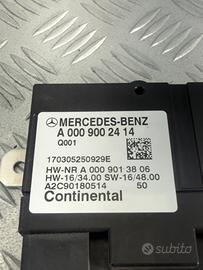 MERCEDES-BENZ
A 000 900 24 14
Q001
170305250929E
HW-NR A 000 901 38 06
HW-16/34.00 SW-16/48.00
A2C90180514 50
Continental
subito